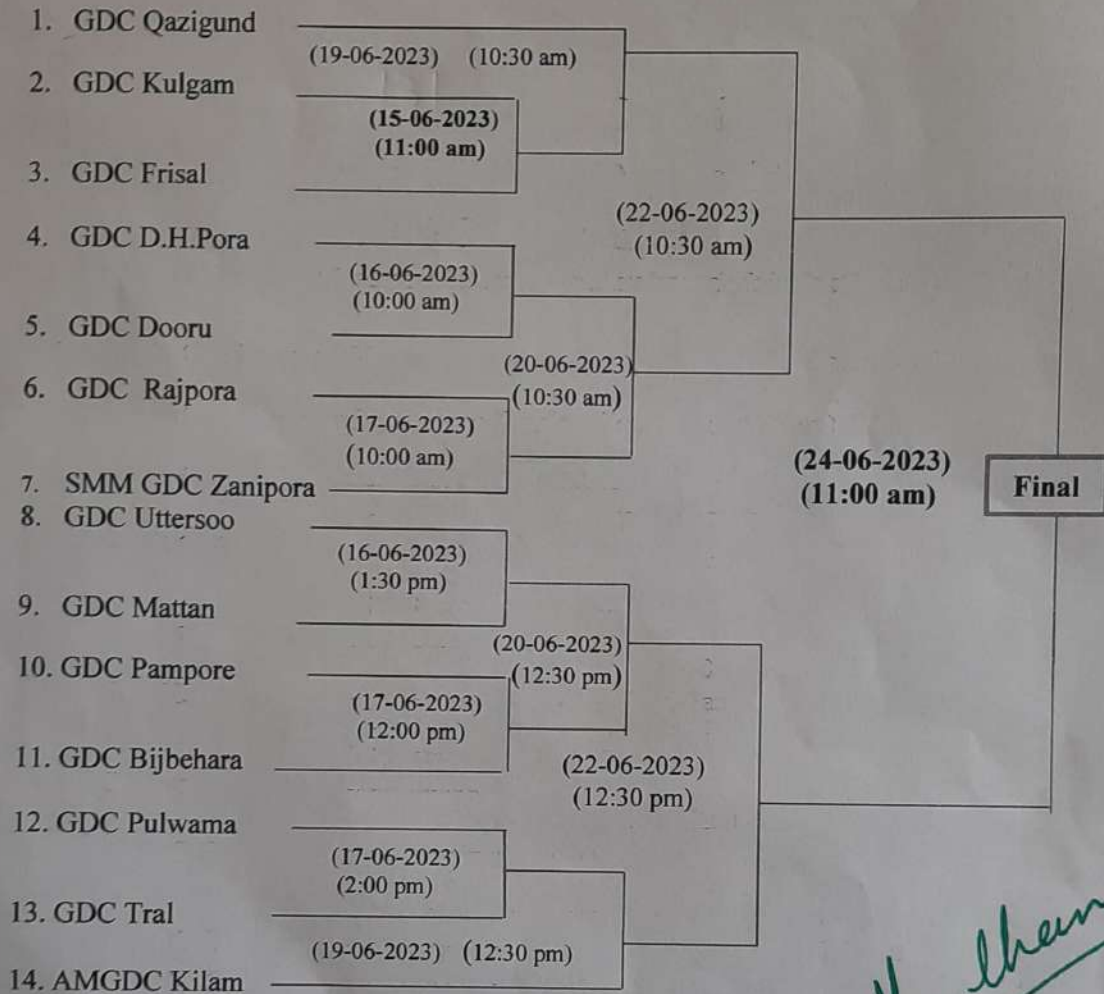 1. GDC Qazigund
(19-06-2023) (10:30 am)
2. GDC Kulgam
(15-06-2023)
(11:00 am)
3. GDC Frisal
(22-06-2023)
(10:30 am)
4. GDC D.H.Pora
(16-06-2023)
(10:00 am)
5. GDC Dooru
(20-06-2023)
(10:30 am)
6. GDC Rajpora
(17-06-2023)
(10:00 am)
(24-06-2023)
(11:00 am)
Final
7. SMM GDC Zanipora
8. GDC Uttersoo
(16-06-2023)
(1:30 pm)
9. GDC Mattan
(20-06-2023)
(12:30 pm)
10. GDC Pampore
(17-06-2023)
(12:00 pm)
11. GDC Bijbehara
(22-06-2023)
(12:30 pm)
12. GDC Pulwama
(17-06-2023)
(2:00 pm)
13. GDC Tral
(19-06-2023) (12:30 pm)
14. AMGDC Kilam